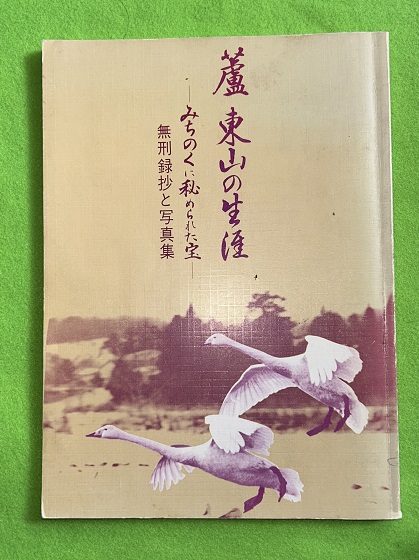 蘆東山の生涯
―みちのくに秘められた宝―
無刑録抄と写真集